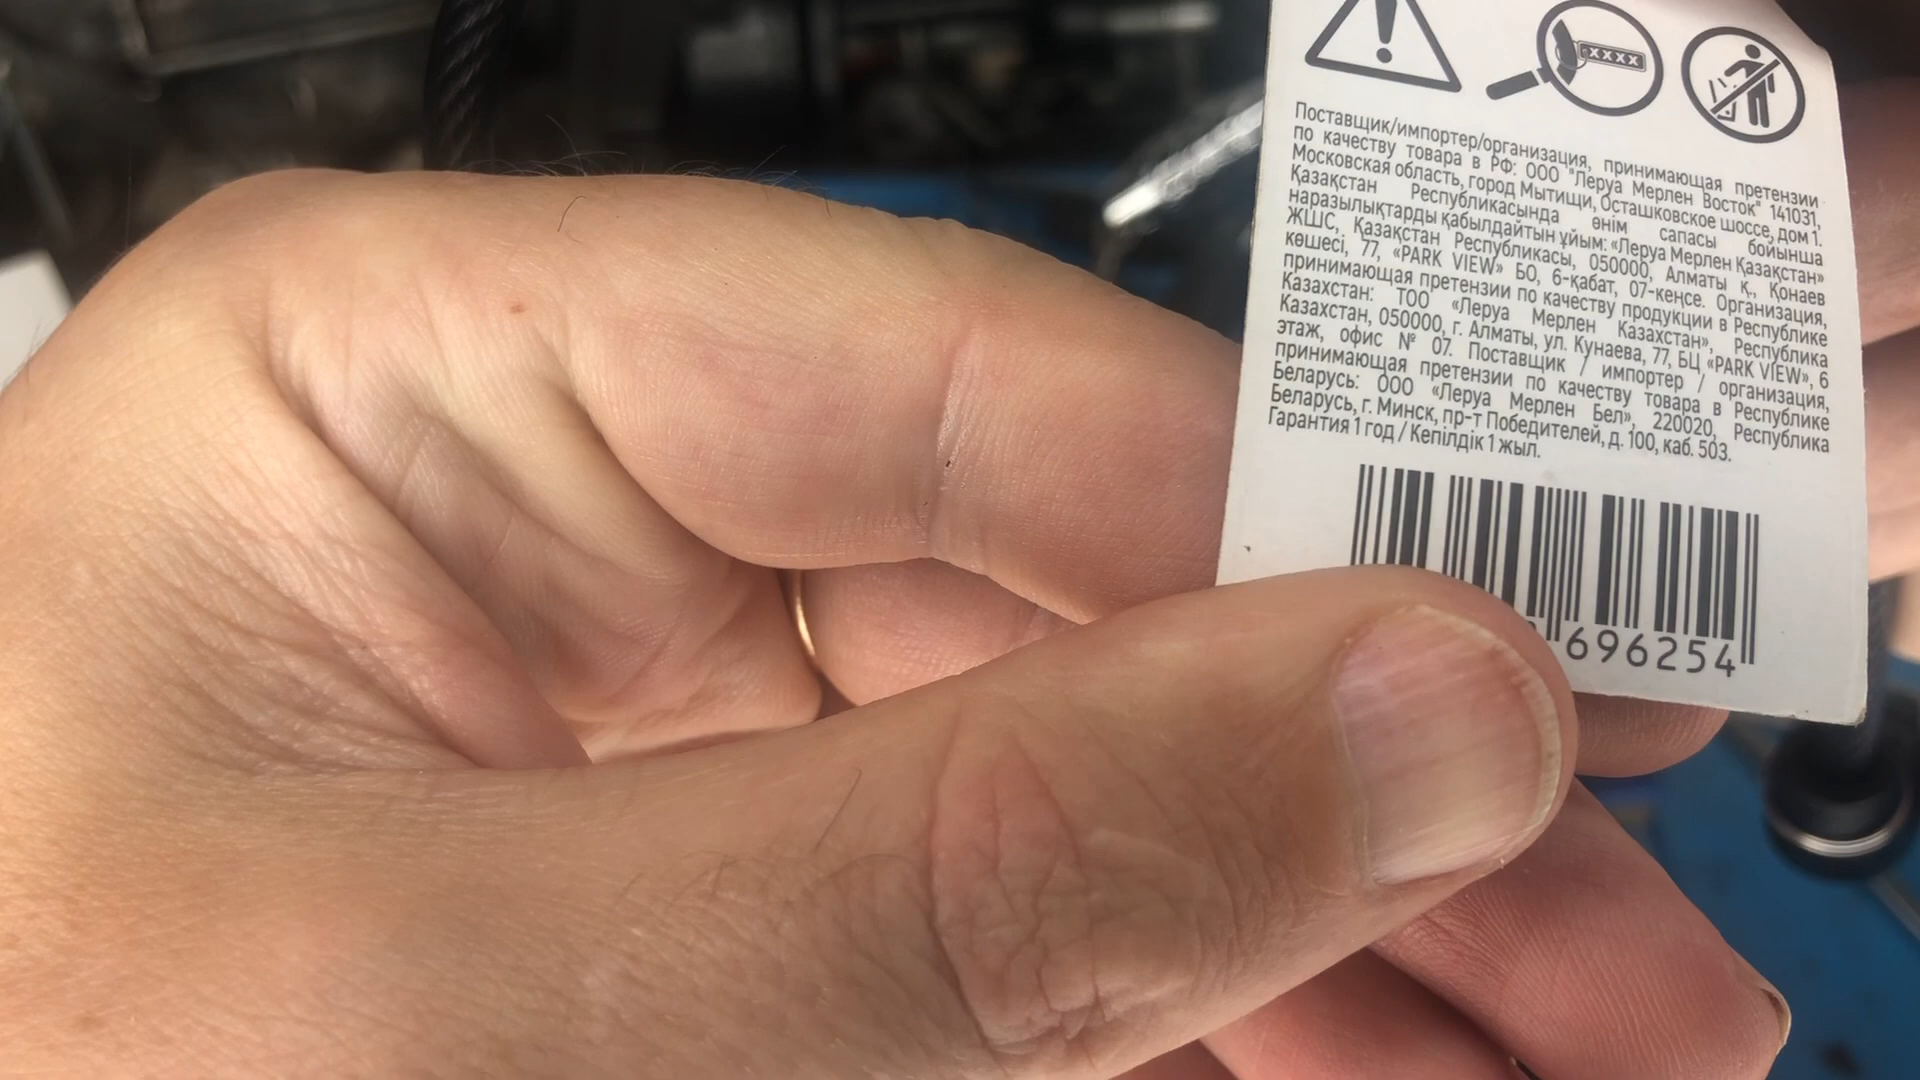 XXXX
Поставщик/импортер/организация, принимающая претензии
по качеству товара в РФ: ООО "Леруа Мерлен Восток" 141031,
Московская область, город Мытищи, Осташковское шоссе, дом 1.
Қазақстан Республикасында өнім сапасы бойынша
наразылықтарды қабылдайтын ұйым: «Леруа Мерлен Қазақстан»
ЖШС, Қазақстан Республикасы, 050000, Алматы қ., Қонаев
көшесі, 77, «PARK VIEW» БО, 6-қабат, 07-кеңсе. Организация,
принимающая претензии по качеству продукции в Республике
Казахстан: ТОО «Леруа Мерлен Казахстан», Республика
Казахстан, 050000, г. Алматы, ул. Кунаева, 77, БЦ «PARK VIEW», 6
этаж, офис № 07. Поставщик / импортер / организация,
принимающая претензии по качеству товара в Республике
Беларусь: ООО «Леруа Мерлен Бел», 220020, Республика
Беларусь, г. Минск, пр-т Победителей, д. 100, каб. 503.
Гарантия 1 год / Кепілдік 1 жыл.
696254